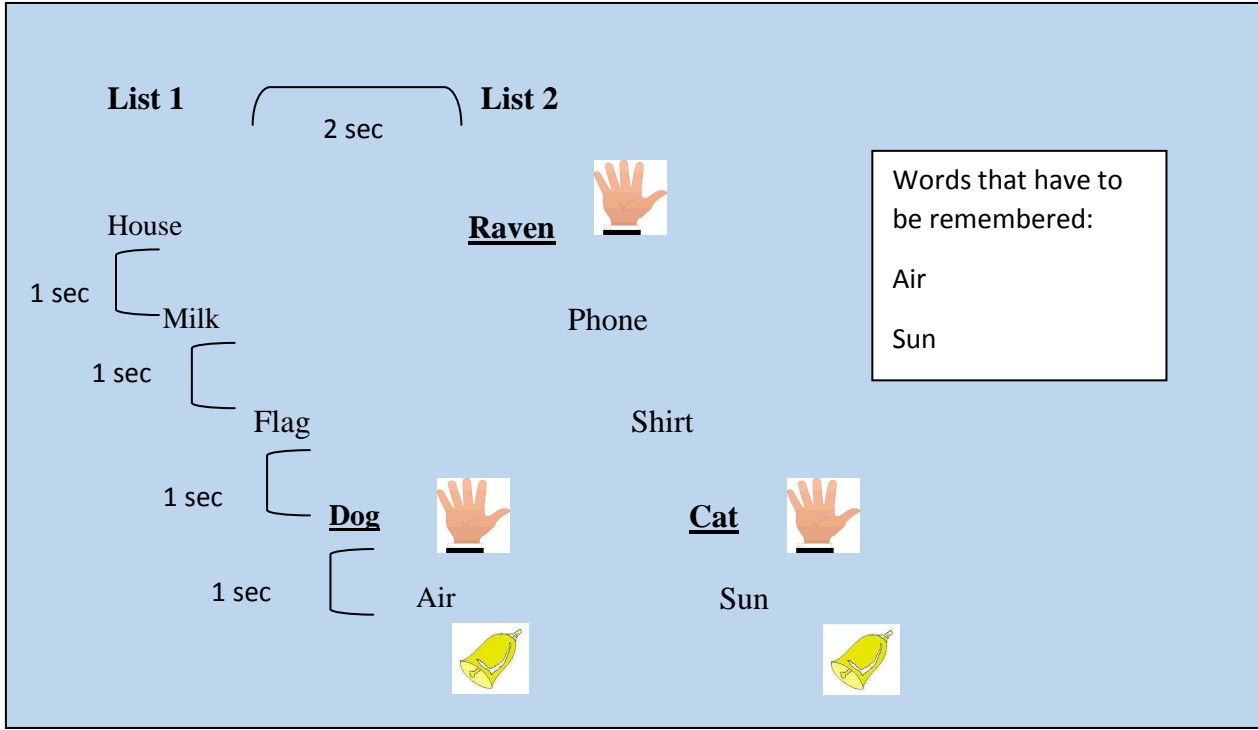 List 1
List 2
2 sec
Words that have to
be remembered:
Air
Sun
House
Raven
1 sec
Milk
Phone
1 sec
Flag
Shirt
1 sec
Dog
Cat
1 sec
Air
Sun